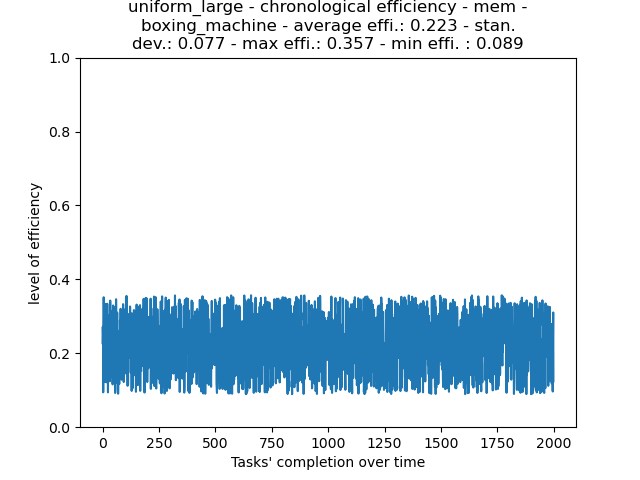 uniform_large - chronological efficiency - mem -
boxing_machine - average effi.: 0.223 - stan.
dev.: 0.077 - max effi.: 0.357 - min effi. : 0.089
1.0
0.8
0.6
0.4
0.2
0.0
level of efficiency
0 250 500 750 1000 1250 1500 1750 2000
Tasks' completion over time